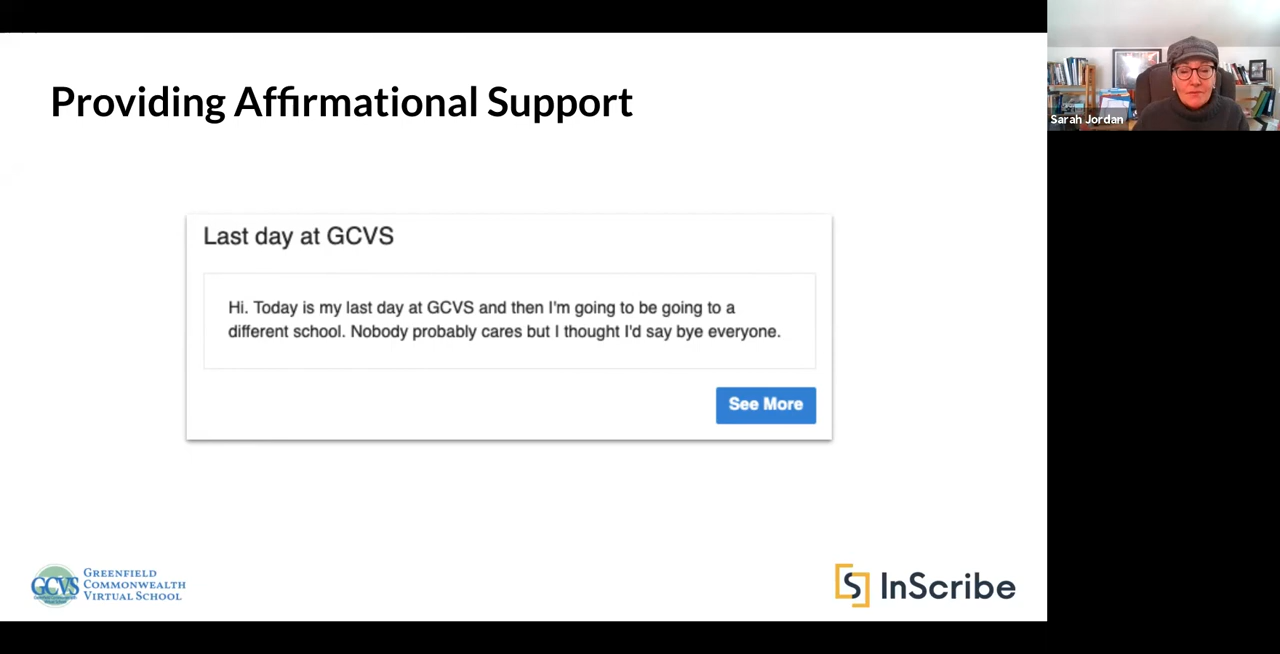 Providing Affirmational Support
Sarah Jordan
Last day at GCVS
Hi. Today is my last day at GCVS and then I'm going to be going to a
different school. Nobody probably cares but I thought I'd say bye everyone.
See More
GCVS
GREENFIELD
COMMONWEALTH
VIRTUAL SCHOOL
InScribe